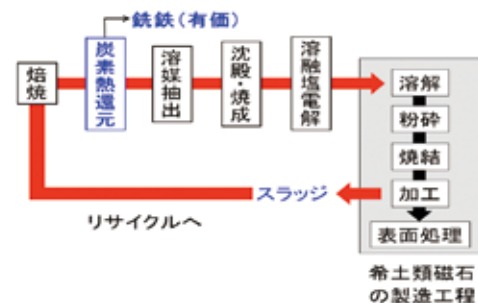 銑鉄(有価)
焙焼
炭素熱還元
溶媒抽出
沈殿・焼成
溶融塩電解
溶解
粉砕
焼結
加工
表面処理
スラッジ
リサイクルへ
希土類磁石
の製造工程